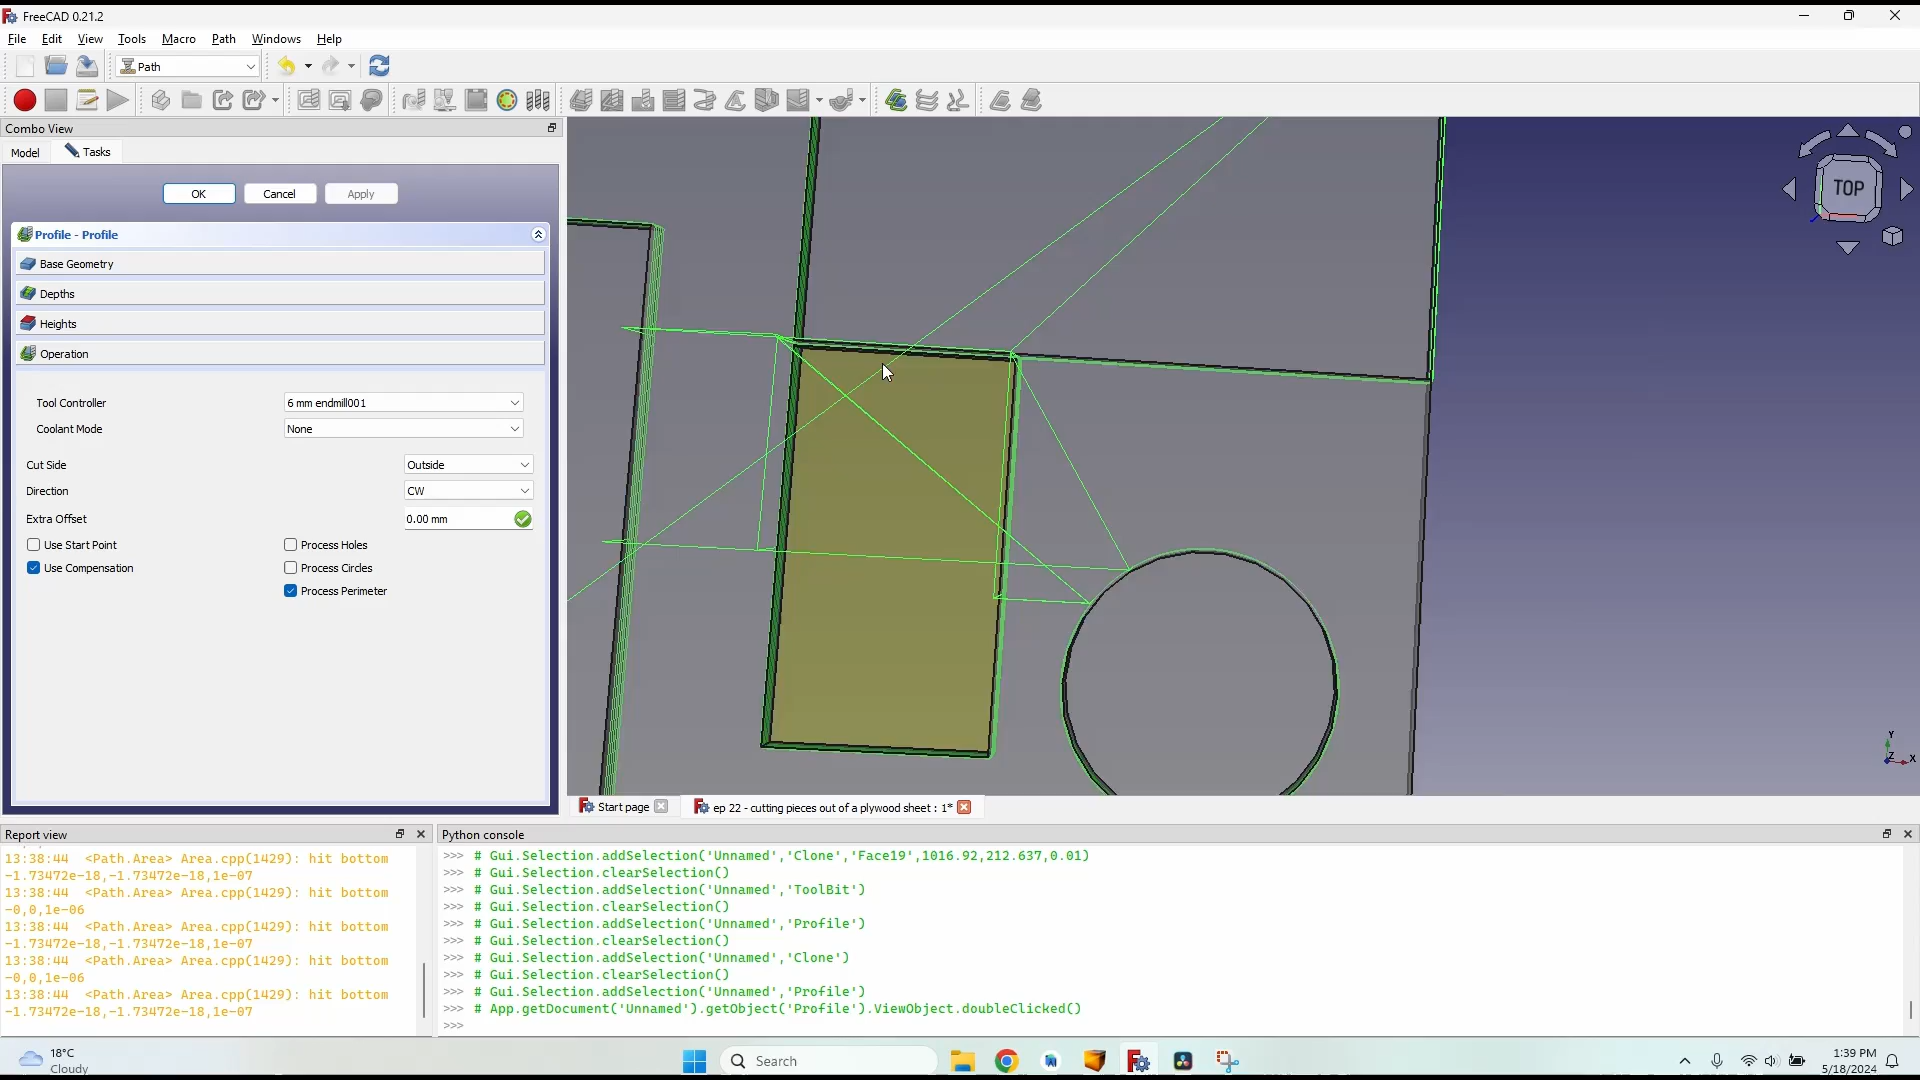 FreeCAD 0.21.2
File Edit View Tools Macro Path Windows Help
Path
Combo View
Model Tasks
OK Cancel Apply
Profile - Profile
Base Geometry
Depths
Heights
Operation
Tool Controller 6 mm endmill001
Coolant Mode None
Cut Side Outside
Direction CW
Extra Offset 0.00 mm
Use Start Point Process Holes
Use Compensation Process Circles
Process Perimeter
TOP
Y
Z X
Start page ep 22 - cutting pieces out of a plywood sheet : 1*
Report view
13:38:44 <Path.Area> Area.cpp(1429): hit bottom
-1.73472e-18,-1.73472e-18,1e-07
13:38:44 <Path.Area> Area.cpp(1429): hit bottom
-0,0,1e-06
13:38:44 <Path.Area> Area.cpp(1429): hit bottom
-1.73472e-18,-1.73472e-18,1e-07
13:38:44 <Path.Area> Area.cpp(1429): hit bottom
-0,0,1e-06
13:38:44 <Path.Area> Area.cpp(1429): hit bottom
-1.73472e-18,-1.73472e-18,1e-07
Python console
>>> # Gui.Selection.addSelection('Unnamed','Clone','Face19',1016.92,212.637,0.01)
>>> # Gui.Selection.clearSelection()
>>> # Gui.Selection.addSelection('Unnamed','ToolBit')
>>> # Gui.Selection.clearSelection()
>>> # Gui.Selection.addSelection('Unnamed','Profile')
>>> # Gui.Selection.clearSelection()
>>> # Gui.Selection.addSelection('Unnamed','Clone')
>>> # Gui.Selection.clearSelection()
>>> # Gui.Selection.addSelection('Unnamed','Profile')
>>> # App.getDocument('Unnamed').getObject('Profile').ViewObject.doubleClicked()
>>>
18°C
Cloudy
Search
1:39 PM
5/18/2024